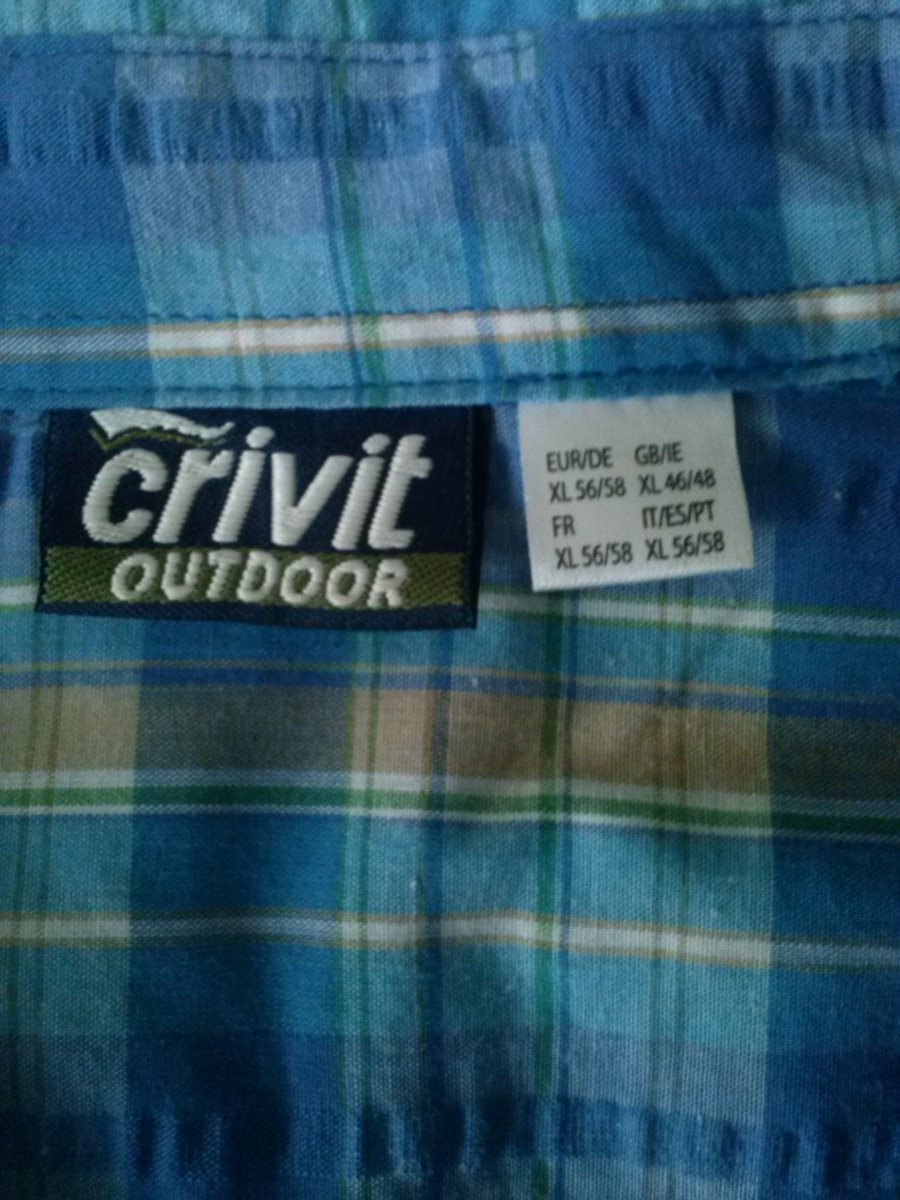 crivit
OUTDOOR
EUR/DE GB/IE
XL 56/58 XL 46/48
FR IT/ES/PT
XL 56/58 XL 56/58